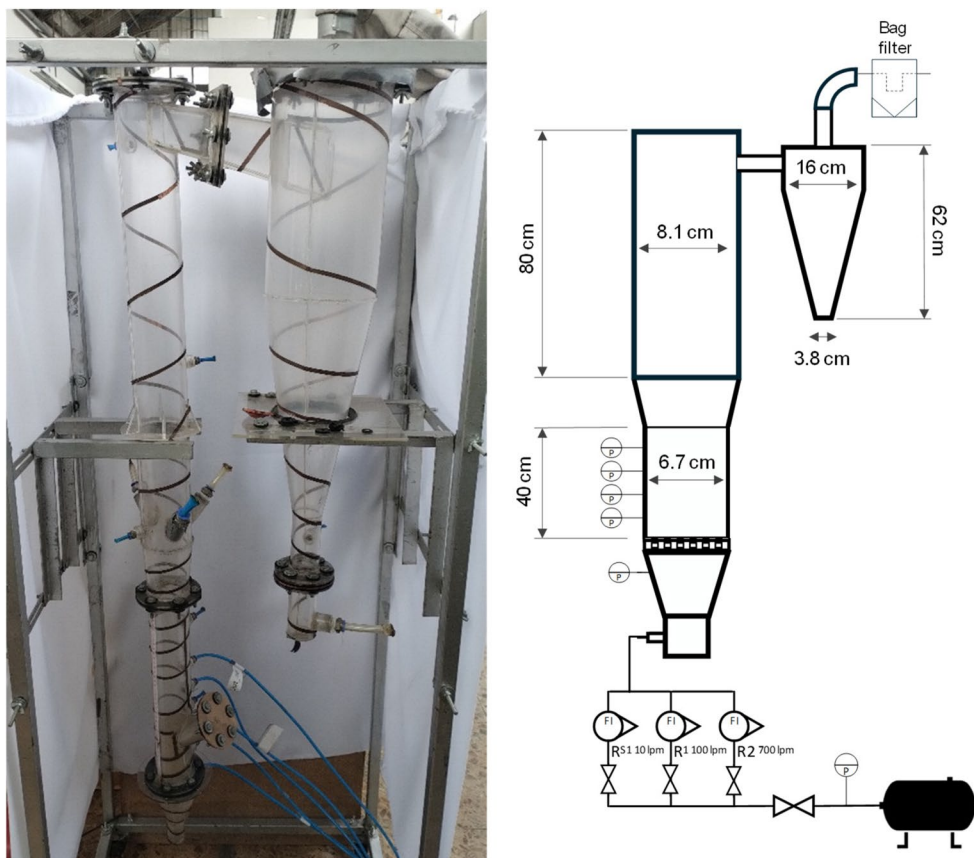 Bag
filter
16 cm
62 cm
8.1 cm
80 cm
3.8 cm
6.7 cm
40 cm
P
P
P
P
P
FI
FI
FI
RS1 10 lpm
R1 100 lpm
R2 700 lpm
P